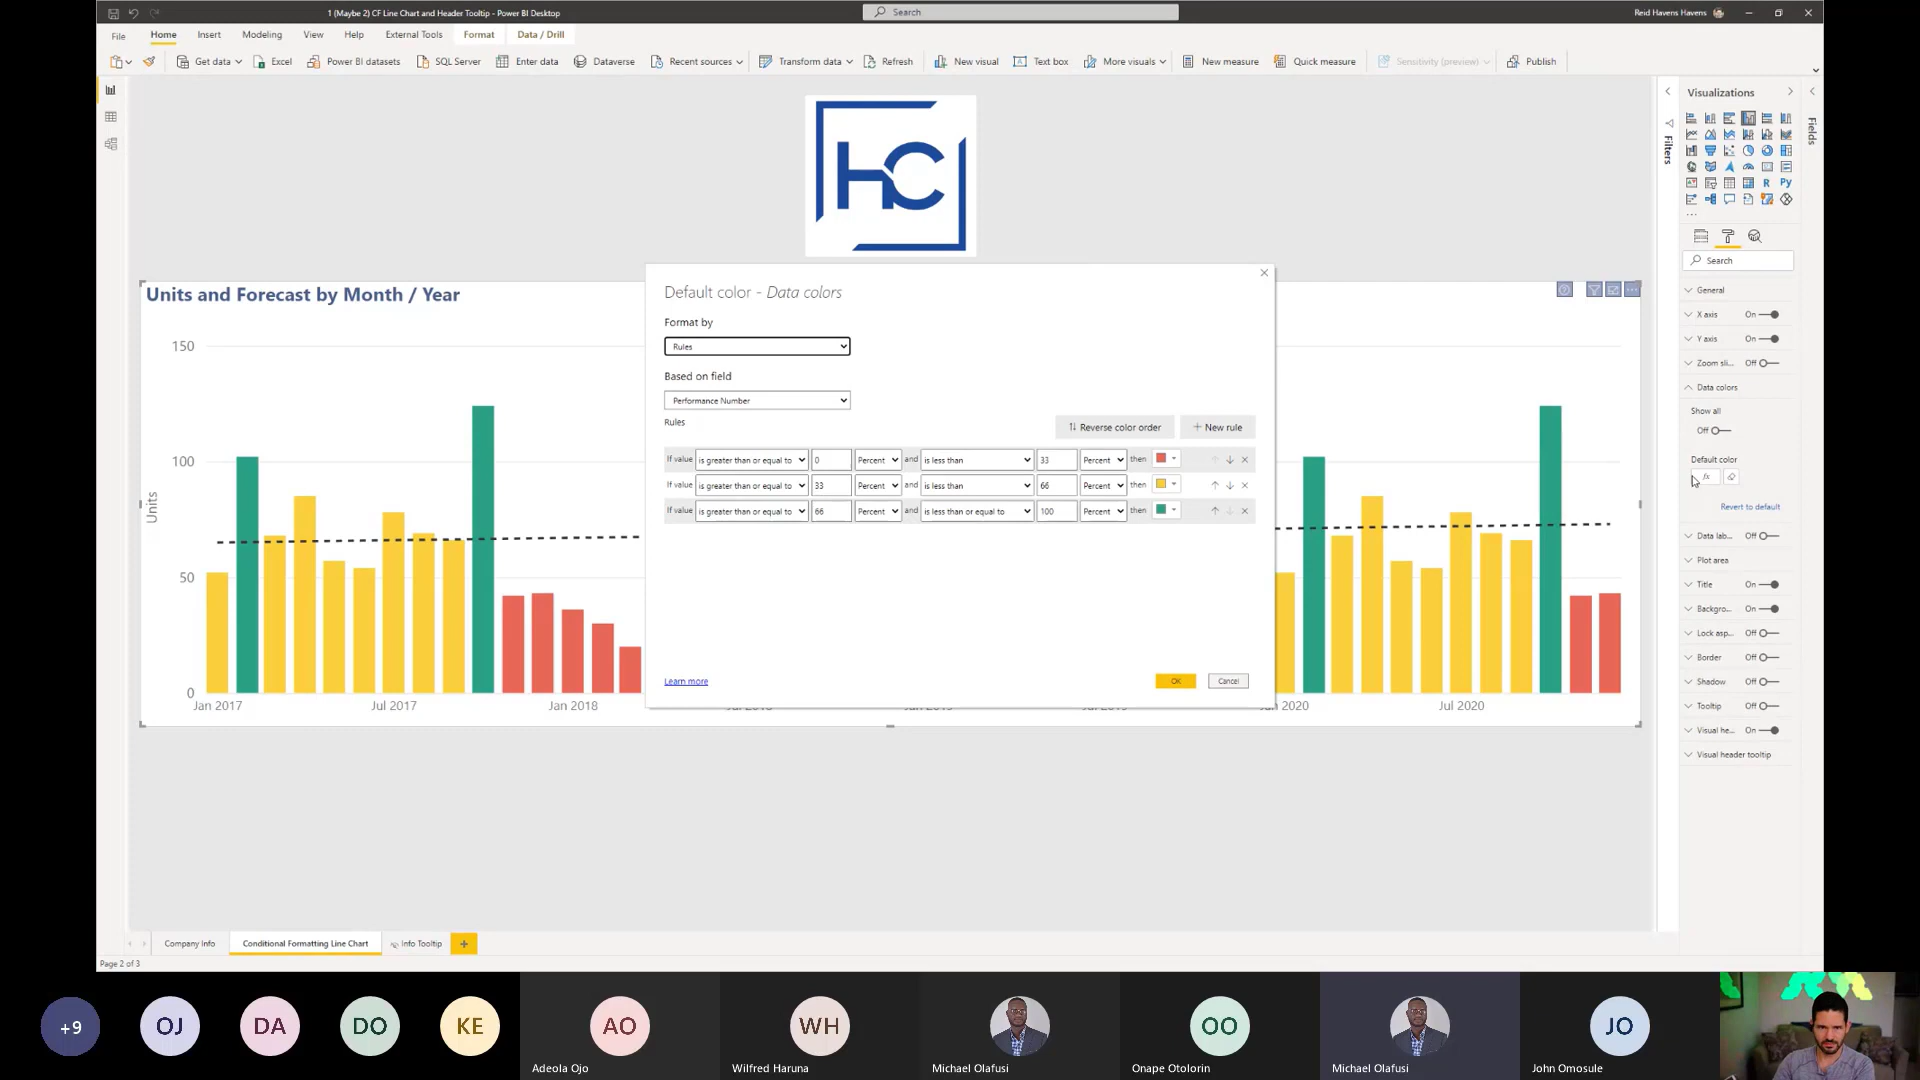 1 (Maybe 2) CF Line Chart and Header Tooltip - Power BI Desktop
Search
Reid Havens Havens
File
Home
Insert
Modeling
View
Help
External Tools
Format
Data / Drill
Get data
Excel
Power BI datasets
SQL Server
Enter data
Dataverse
Recent sources
Transform data
Refresh
New visual
Text box
More visuals
New measure
Quick measure
Sensitivity (preview)
Publish
hC
Units and Forecast by Month / Year
150
100
50
0
Units
Jan 2017
Jul 2017
Jan 2018
Jul 2020
Default color - Data colors
Format by
Rules
Based on field
Performance Number
Rules
Reverse color order
New rule
If value is greater than or equal to 0 Percent and is less than 33 Percent then
If value is greater than or equal to 33 Percent and is less than 66 Percent then
If value is greater than or equal to 66 Percent and is less than or equal to 100 Percent then
Learn more
OK
Cancel
Filters
Visualizations
Fields
R
Py
Search
General
X axis On
Y axis On
Zoom sli... Off
Data colors
Show all
Off
Default color
fx
Revert to default
Data lab... Off
Plot area
Title On
Backgro... On
Lock asp... Off
Border Off
Shadow Off
Tooltip Off
Visual he... On
Visual header tooltip
Company Info
Conditional Formatting Line Chart
Info Tooltip
Page 2 of 3
+9
OJ
DA
DO
KE
AO
WH
OO
JO
Adeola Ojo
Wilfred Haruna
Michael Olafusi
Onape Otolorin
Michael Olafusi
John Omosule